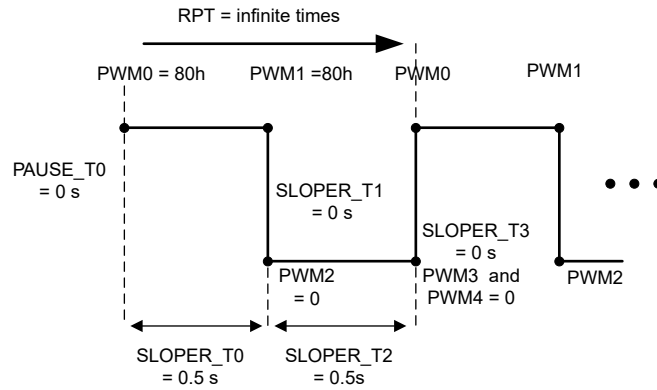 RPT = infinite times
PWM0 = 80h
PWM1 =80h
PWM0
PWM1
PAUSE_T0
= 0 s
SLOPER_T1
= 0 s
SLOPER_T3
= 0 s
PWM2
= 0
PWM3 and
PWM4 = 0
PWM2
SLOPER_T0
= 0.5 s
SLOPER_T2
= 0.5s